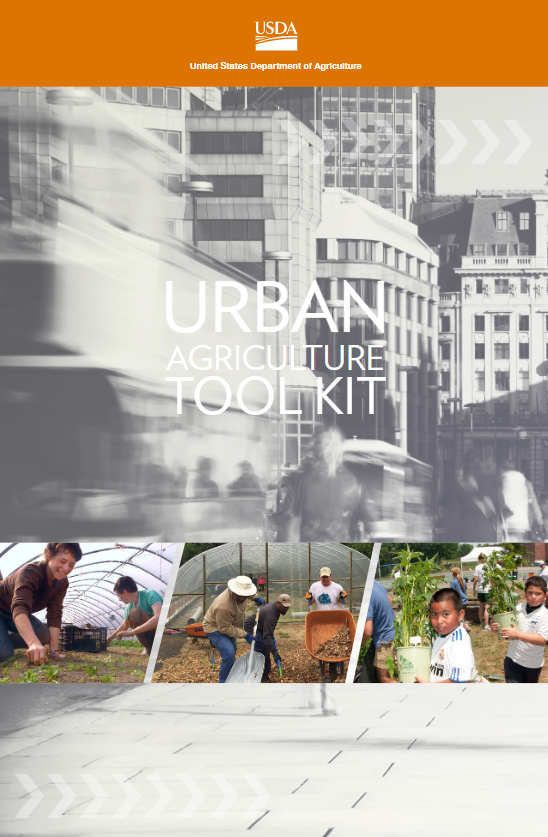 USDA
United States Department of Agriculture
URBAN
AGRICULTURE
TOOL KIT